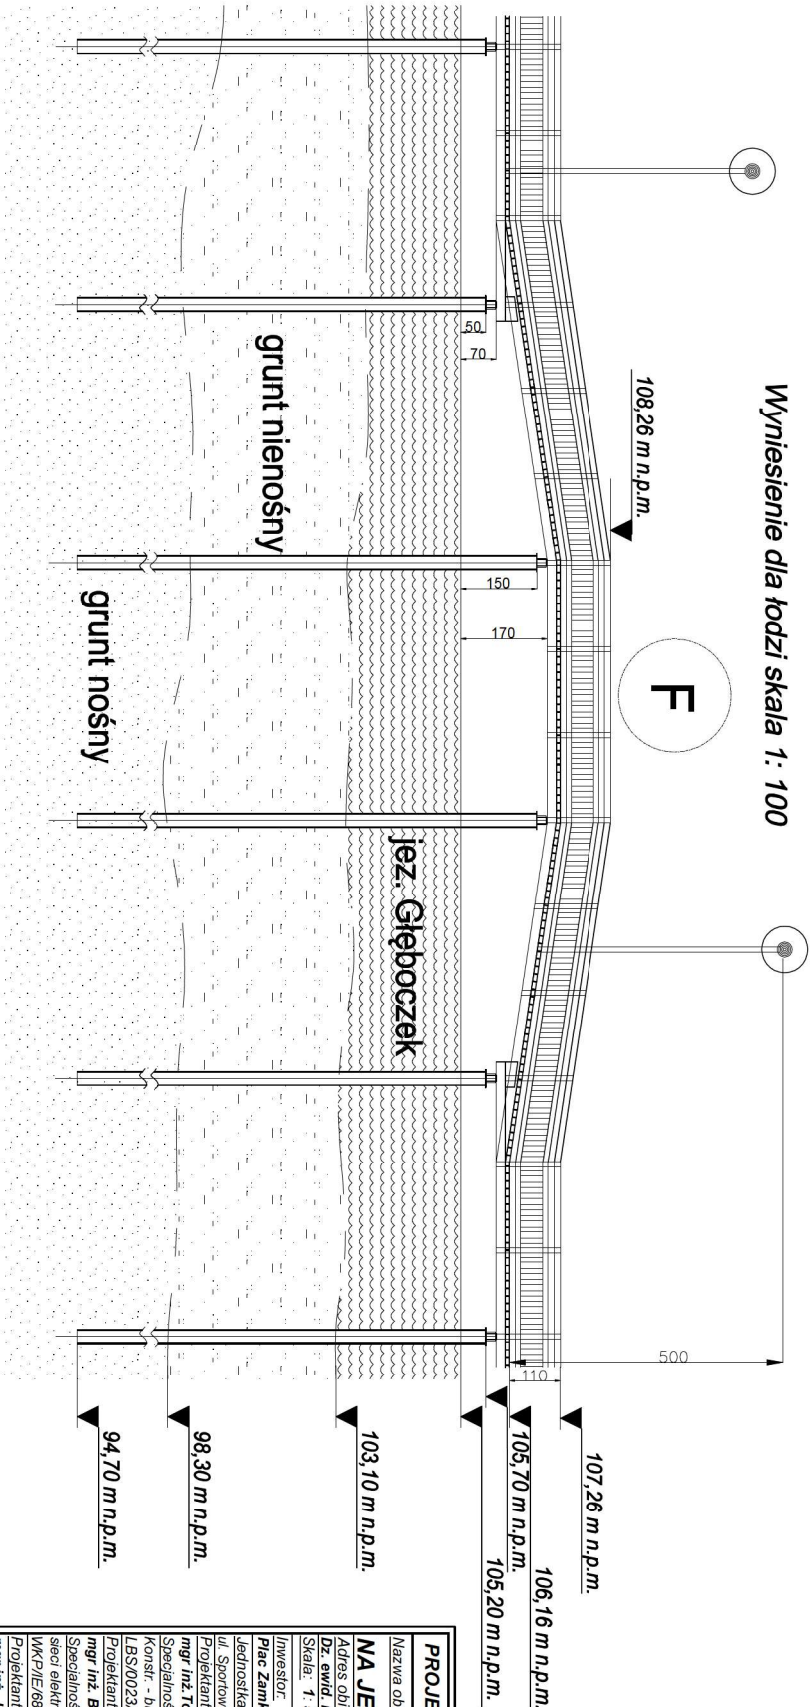 Wyniesienie dla łodzi skala 1: 100
108,26 m n.p.m.
F
50
70
150
170
500
110
grunt nienośny
grunt nośny
jez. Głęboczek
107,26 m n.p.m.
106,16 m n.p.m.
105,70 m n.p.m.
105,20 m n.p.m.
103,10 m n.p.m.
98,30 m n.p.m.
94,70 m n.p.m.
PROJE
Nazwa ob
NA JE
Adres obi
Dz. ewid.
Skala: 1:
Inwestor:
Plac Zam
Jednostka
ul. Sportow
Projektant
mgr inż. T
Specjalnoś
Konstr. - b
LBS/0023
Projektant
mgr inż. B
Specjalnoś
sieci elektr
WKP/IE/68
Projektant